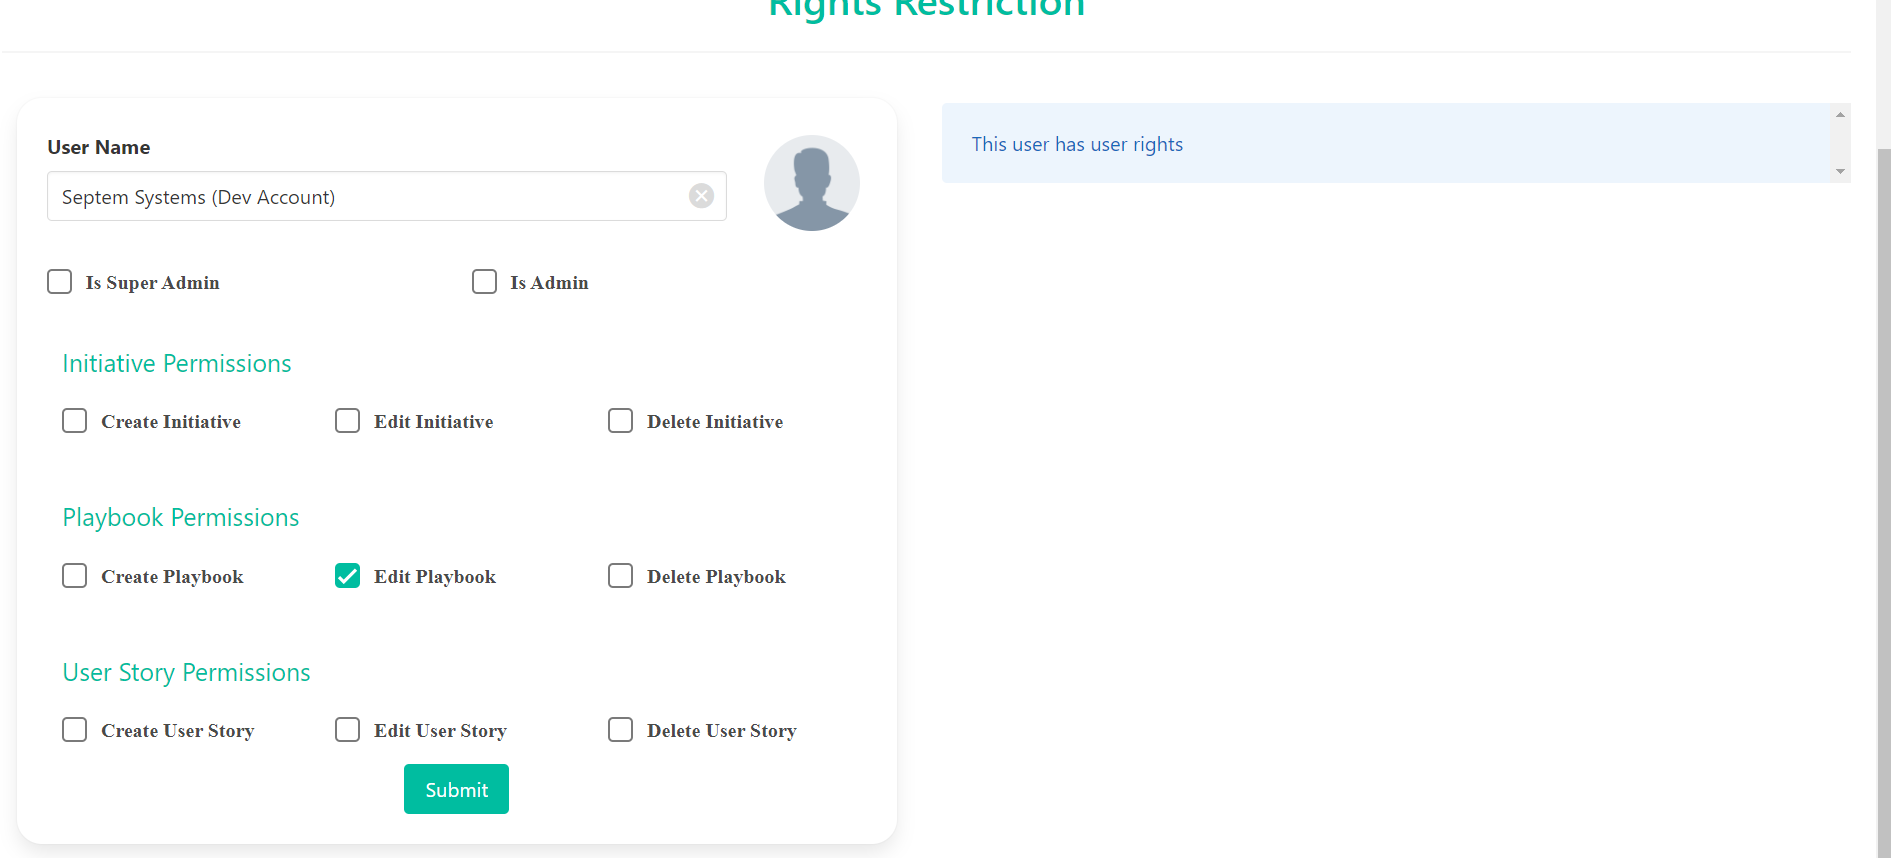 Rights Restriction
User Name
Septem Systems (Dev Account)
This user has user rights
Is Super Admin
Is Admin
Initiative Permissions
Create Initiative
Edit Initiative
Delete Initiative
Playbook Permissions
Create Playbook
Edit Playbook
Delete Playbook
User Story Permissions
Create User Story
Edit User Story
Delete User Story
Submit